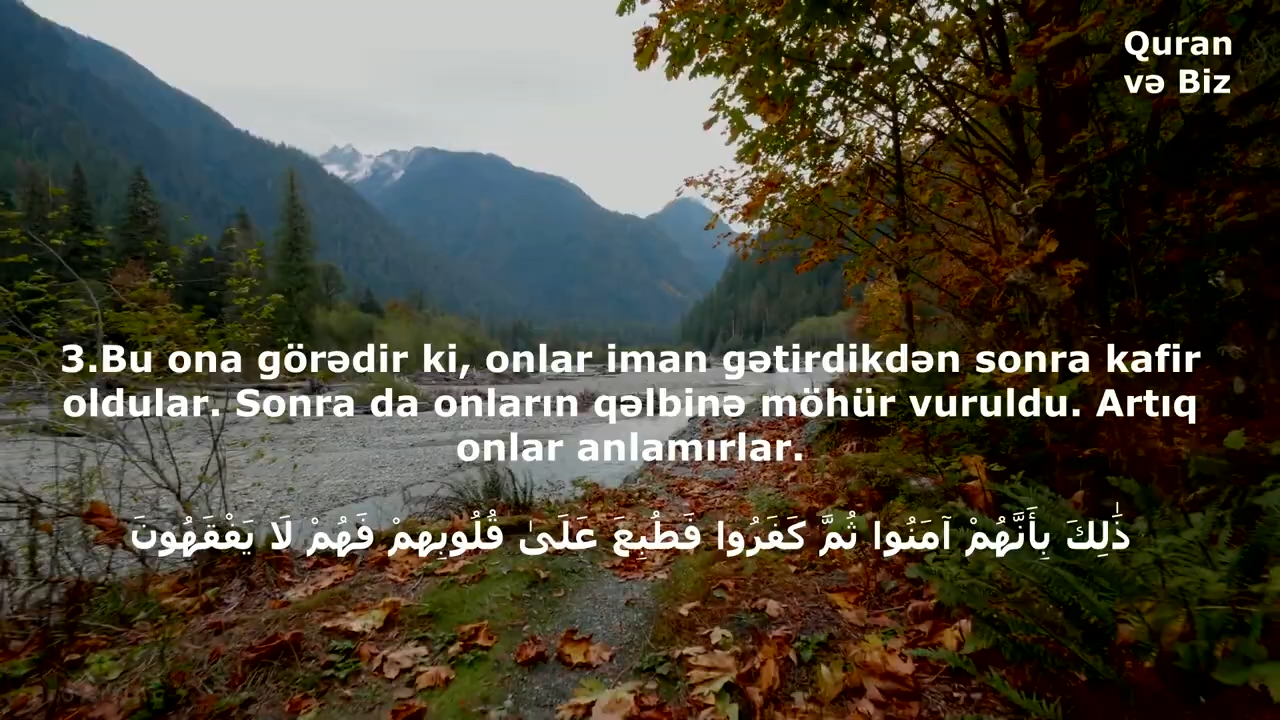 Quran
və Biz
3.Bu ona görədir ki, onlar iman gətirdikdən sonra kafir
oldular. Sonra da onların qəlbinə möhür vuruldu. Artıq
onlar anlamırlar.
ذَٰلِكَ بِأَنَّهُمْ آمَنُوا ثُمَّ كَفَرُوا فَطُبِعَ عَلَىٰ قُلُوبِهِمْ فَهُمْ لَا يَفْقَهُونَ